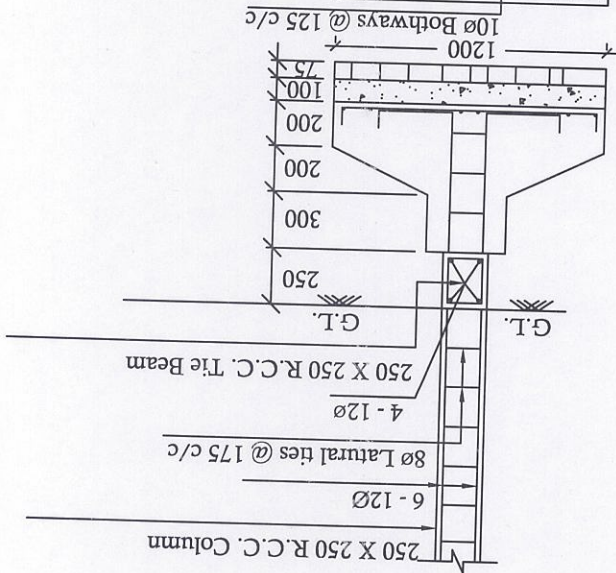 250 X 250 R.C.C. Column
6 - 12Ø
8ø Latural ties @ 175 c/c
4 - 12ø
250 X 250 R.C.C. Tie Beam
G.L.
G.L.
250
300
200
200
100
75
1200
10ø Bothways @ 125 c/c